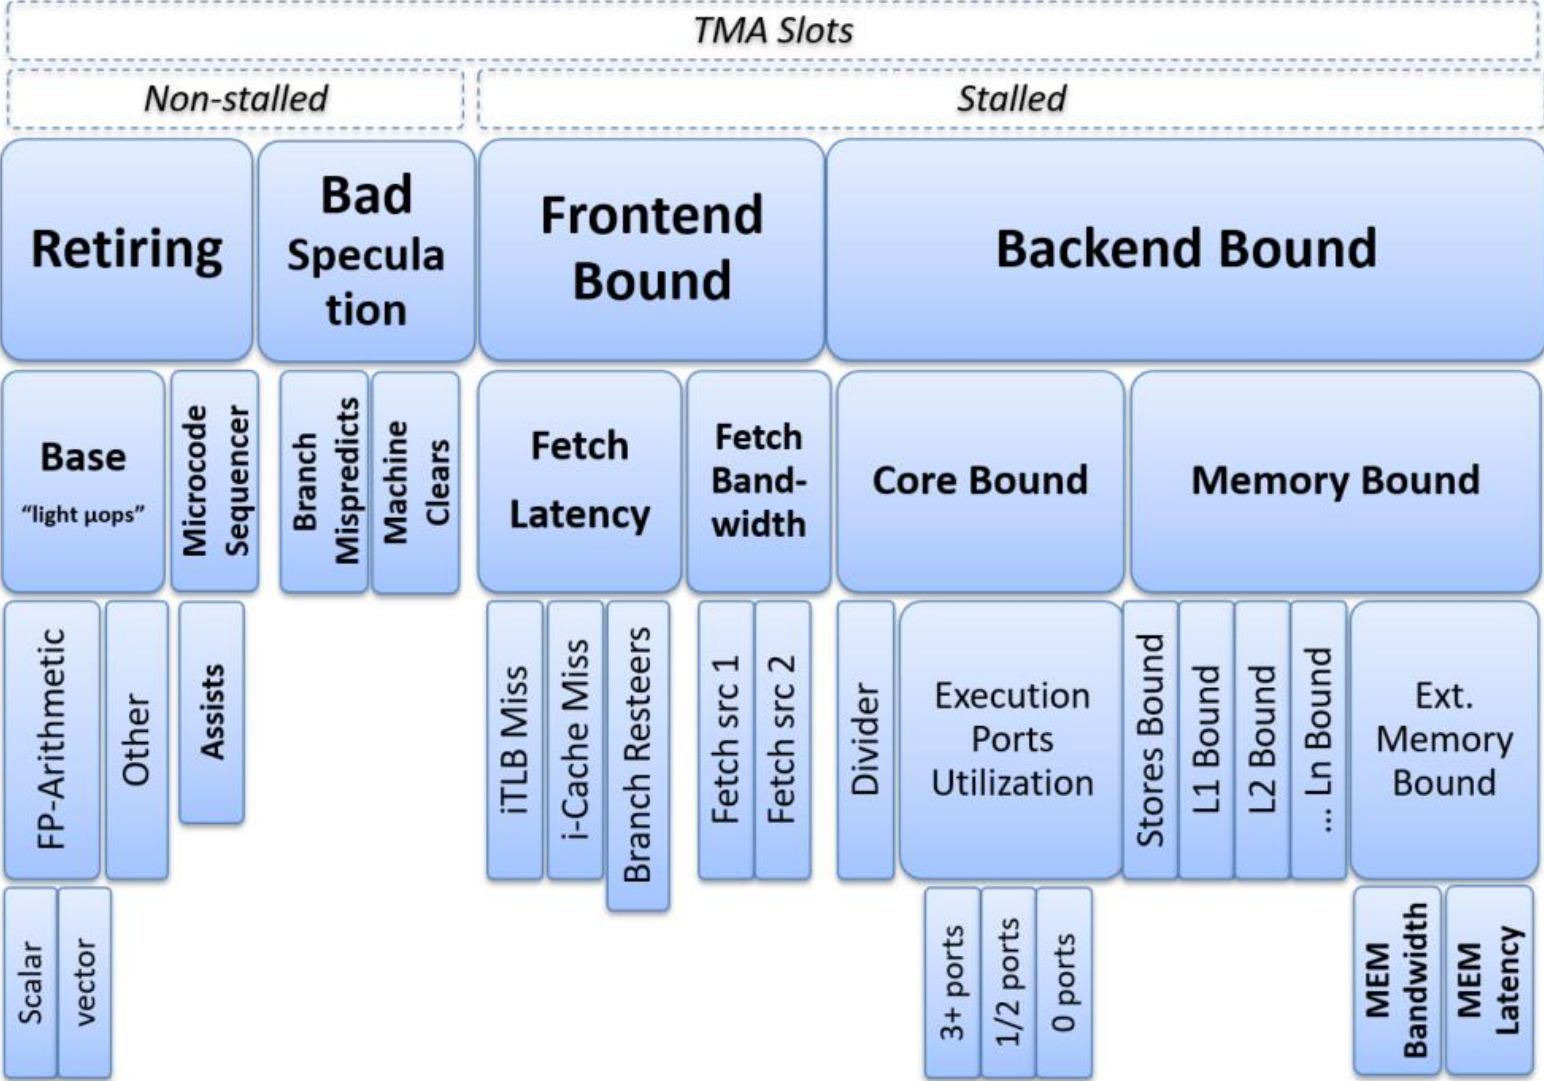 TMA Slots
Non-stalled
Stalled
Retiring
Bad
Specula
tion
Frontend
Bound
Backend Bound
Base
“light µops”
Microcode
Sequencer
Branch
Mispredicts
Machine
Clears
Fetch
Latency
Fetch
Band-
width
Core Bound
Memory Bound
FP-Arithmetic
Other
Assists
iTLB Miss
i-Cache Miss
Branch Resteers
Fetch src 1
Fetch src 2
Divider
Execution
Ports
Utilization
Stores Bound
L1 Bound
L2 Bound
... Ln Bound
Ext.
Memory
Bound
Scalar
vector
3+ ports
1/2 ports
0 ports
MEM
Bandwidth
MEM
Latency